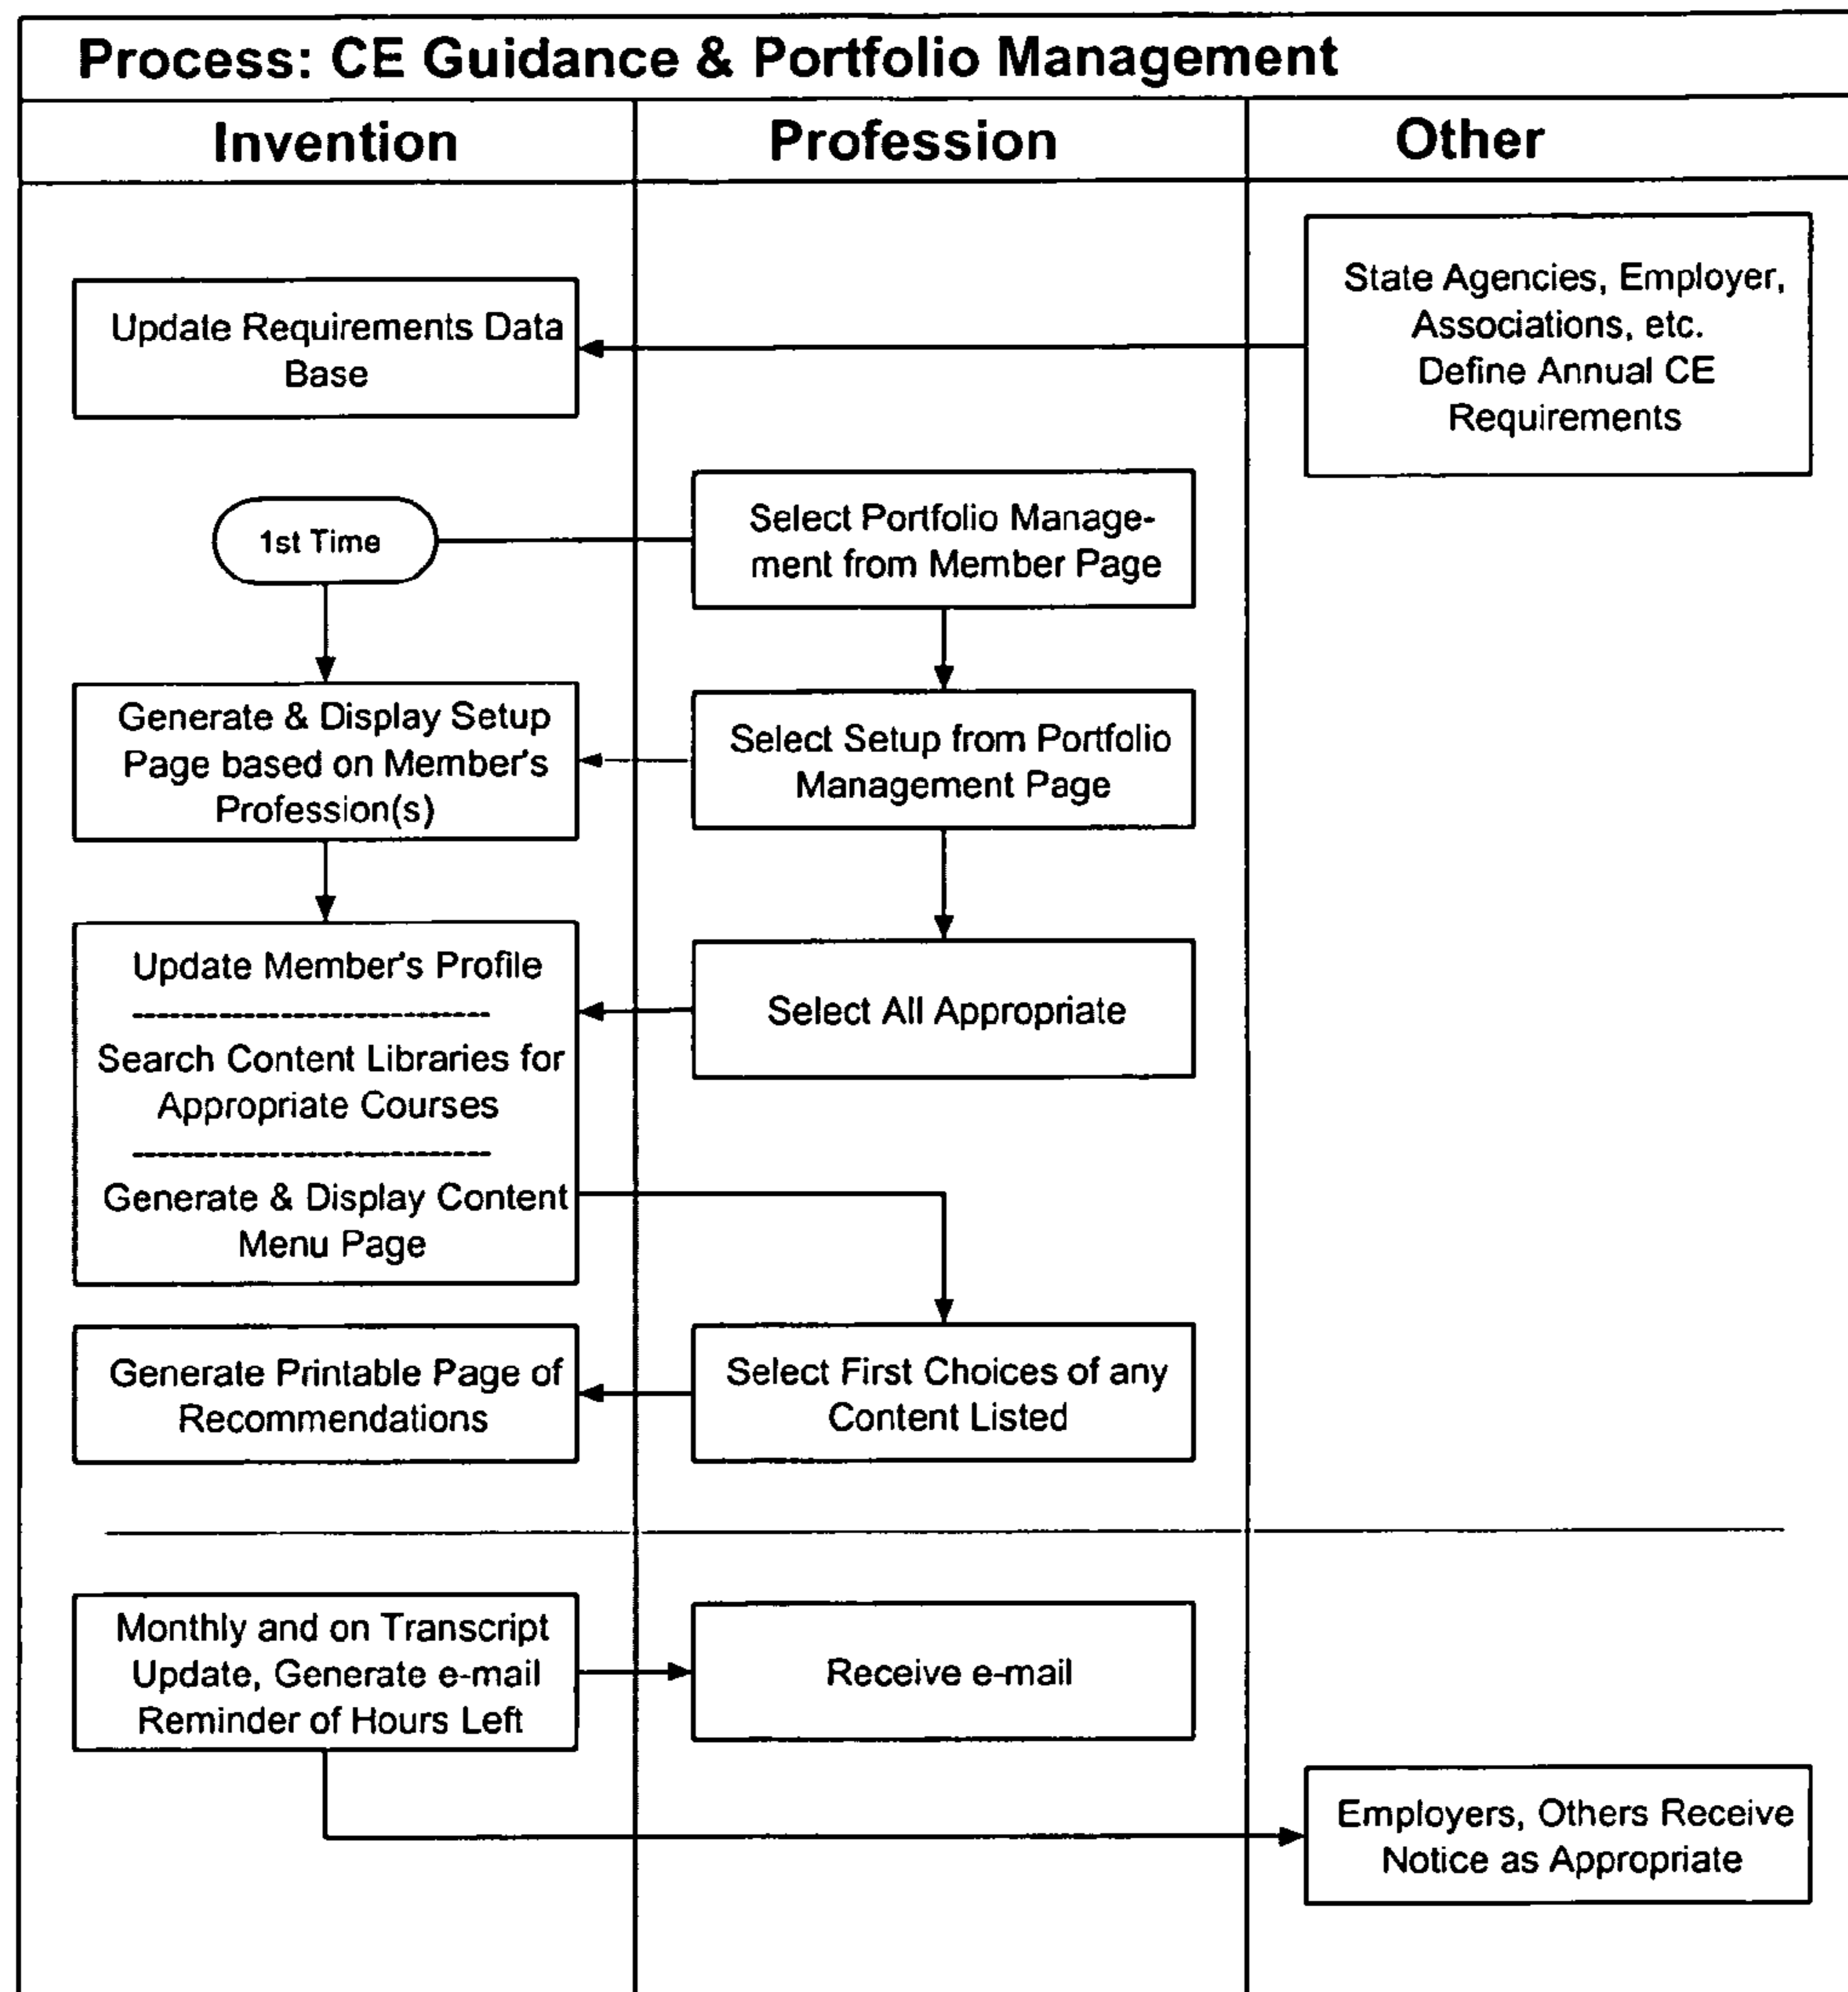 Process: CE Guidance & Portfolio Management
Invention
Profession
Other
State Agencies, Employer,
Associations, etc.
Define Annual CE
Requirements
Update Requirements Data
Base
Select Portfolio Manage-
ment from Member Page
1st Time
Generate & Display Setup
Page based on Member's
Profession(s)
Select Setup from Portfolio
Management Page
Update Member's Profile
Search Content Libraries for
Appropriate Courses
Generate & Display Content
Menu Page
Select All Appropriate
Generate Printable Page of
Recommendations
Select First Choices of any
Content Listed
Monthly and on Transcript
Update, Generate e-mail
Reminder of Hours Left
Receive e-mail
Employers, Others Receive
Notice as Appropriate